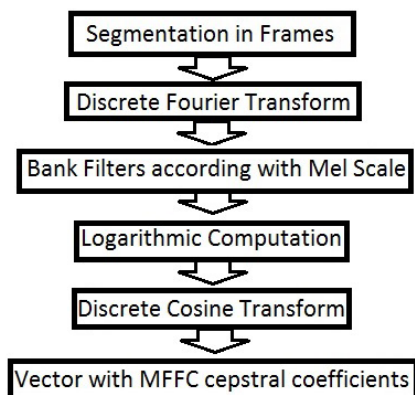 Segmentation in Frames
Discrete Fourier Transform
Bank Filters according with Mel Scale
Logarithmic Computation
Discrete Cosine Transform
Vector with MFFC cepstral coefficients